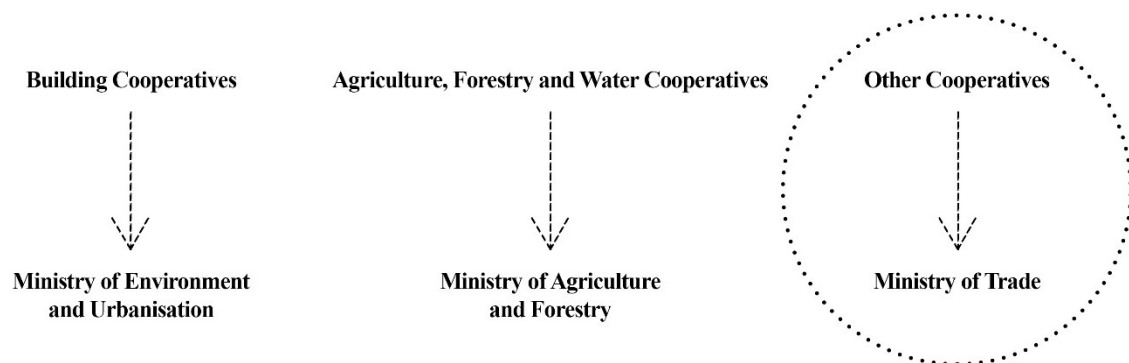 Building Cooperatives
Agriculture, Forestry and Water Cooperatives
Other Cooperatives
Ministry of Environment
and Urbanisation
Ministry of Agriculture
and Forestry
Ministry of Trade